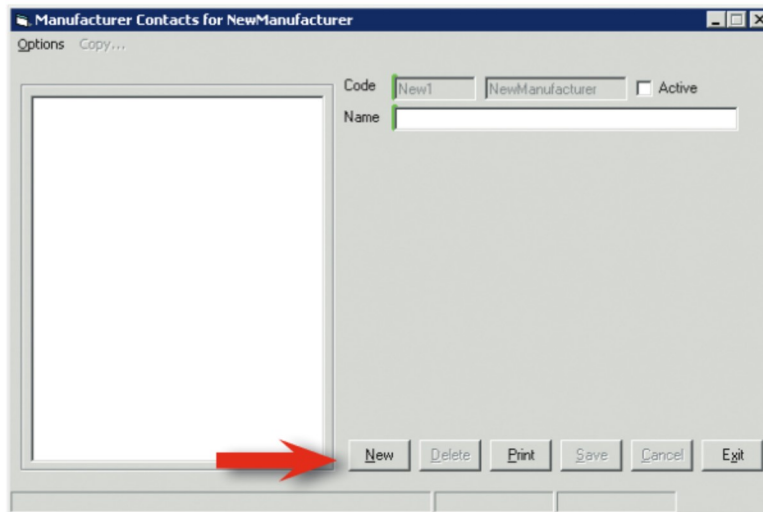 Manufacturer Contacts for NewManufacturer
Options Copy...
Code New1 NewManufacturer Active
Name
New Delete Print Save Cancel Exit